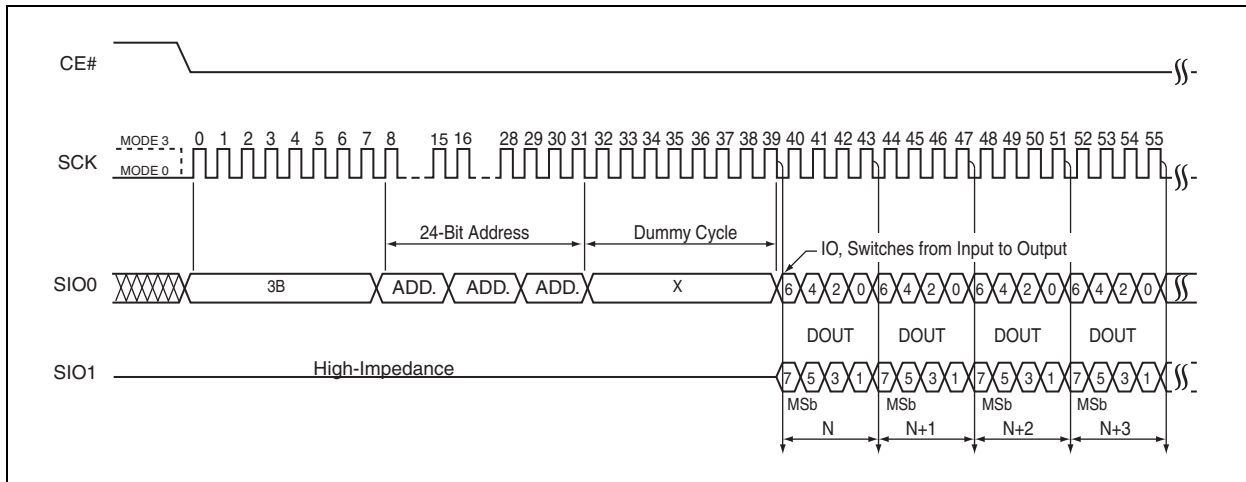 CE#
MODE 3
0 1 2 3 4 5 6 7 8 15 16 28 29 30 31 32 33 34 35 36 37 38 39 40 41 42 43 44 45 46 47 48 49 50 51 52 53 54 55
SCK
MODE 0
24-Bit Address Dummy Cycle
IO, Switches from Input to Output
SIO0 3B ADD. ADD. ADD. X 6 4 2 0 6 4 2 0 6 4 2 0 6 4 2 0
DOUT DOUT DOUT DOUT
SIO1 High-Impedance 7 5 3 1 7 5 3 1 7 5 3 1 7 5 3 1
MSb MSb MSb MSb
N N+1 N+2 N+3